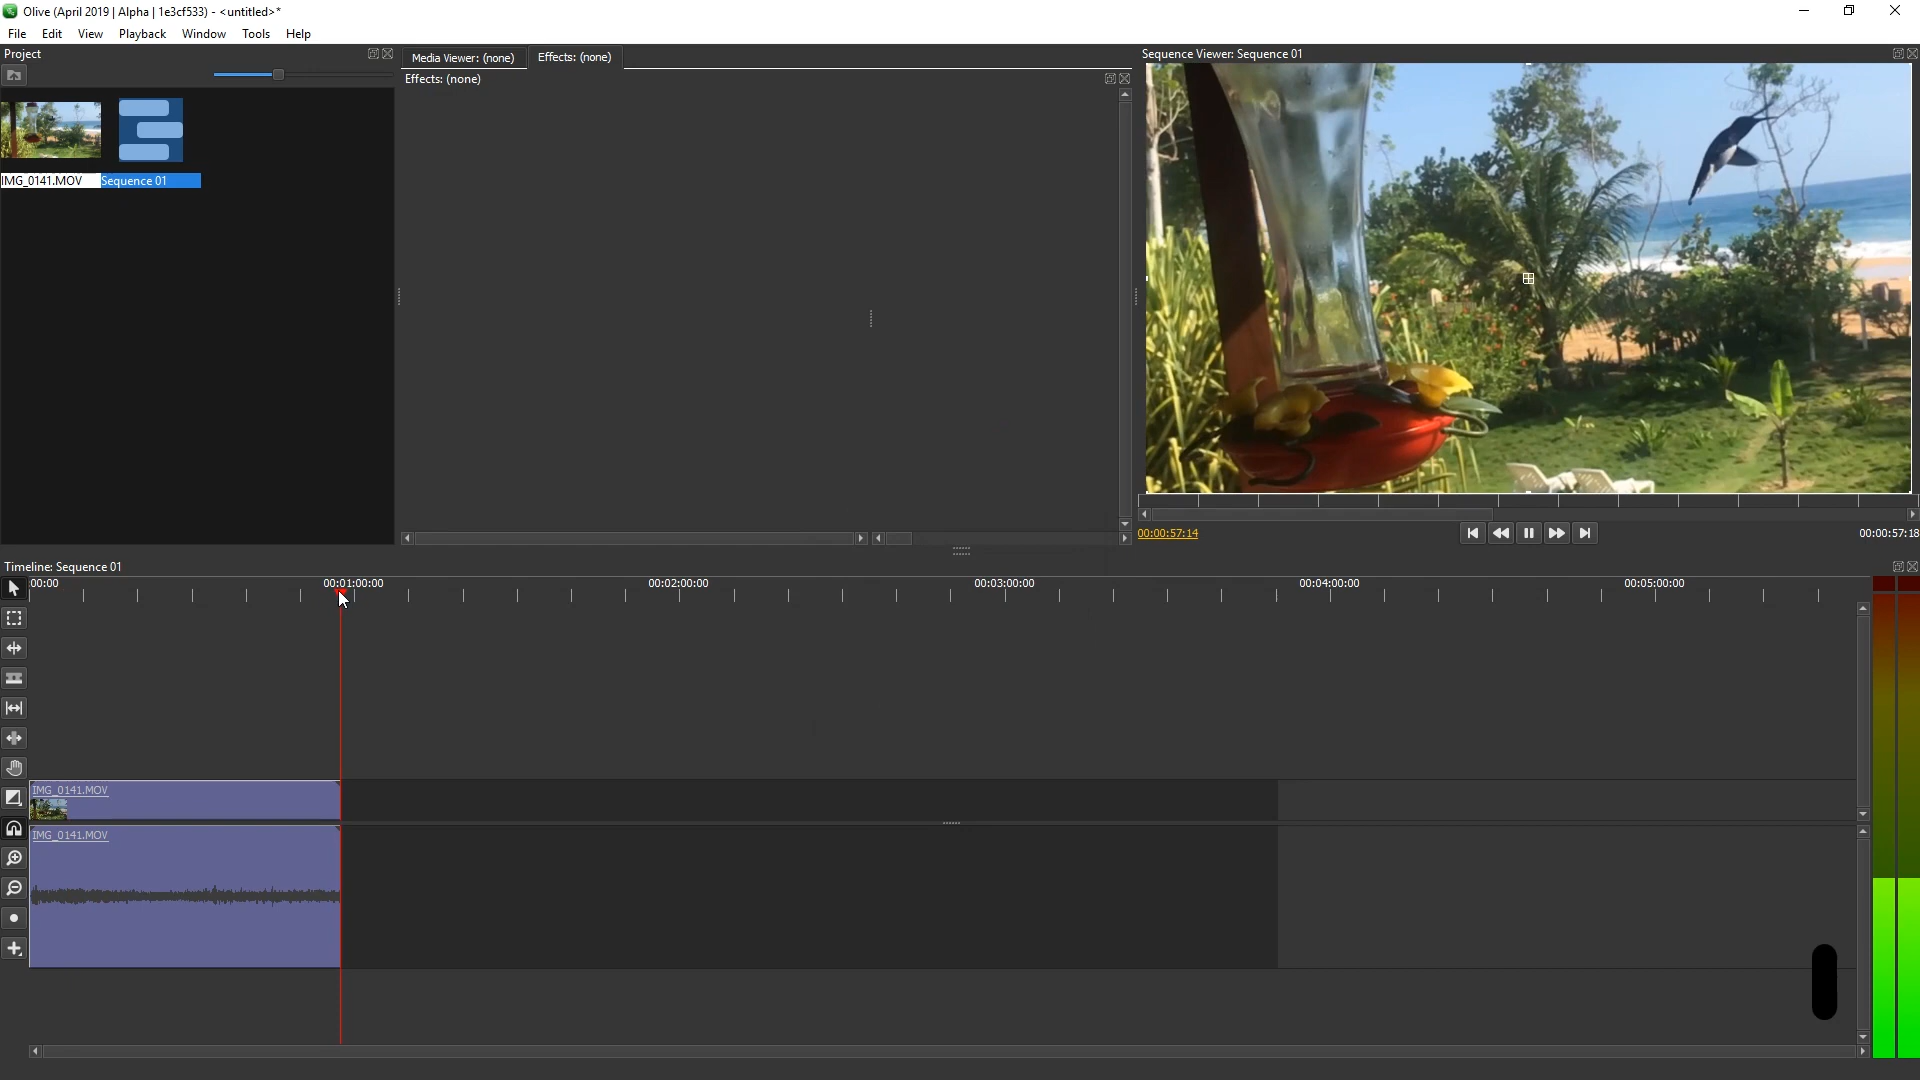 Olive (April 2019 | Alpha | 1e3cf533) - <untitled>*
File Edit View Playback Window Tools Help
Project
Media Viewer: (none)
Effects: (none)
Sequence Viewer: Sequence 01
Effects: (none)
IMG_0141.MOV
Sequence 01
00:00:57:14
00:00:57:18
Timeline: Sequence 01
00:00
00:01:00:00
00:02:00:00
00:03:00:00
00:04:00:00
00:05:00:00
IMG_0141.MOV
IMG_0141.MOV